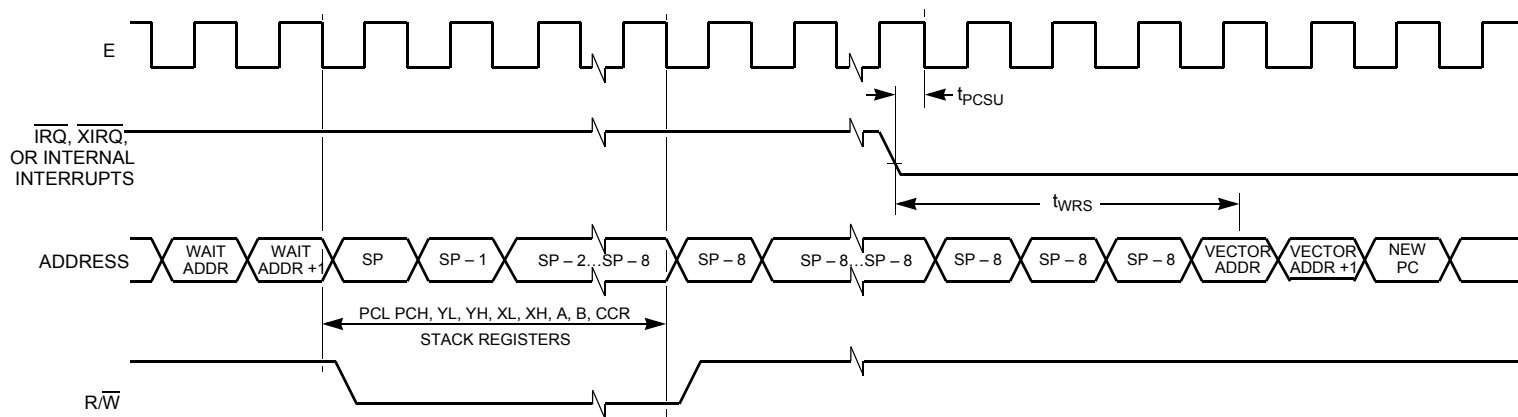 E
t_PCSU
IRQ, XIRQ,
OR INTERNAL
INTERRUPTS
t_WRS
ADDRESS
WAIT
ADDR
WAIT
ADDR +1
SP
SP – 1
SP – 2…SP – 8
SP – 8
SP – 8…SP – 8
SP – 8
SP – 8
SP – 8
VECTOR
ADDR
VECTOR
ADDR +1
NEW
PC
PCL PCH, YL, YH, XL, XH, A, B, CCR
STACK REGISTERS
R/W